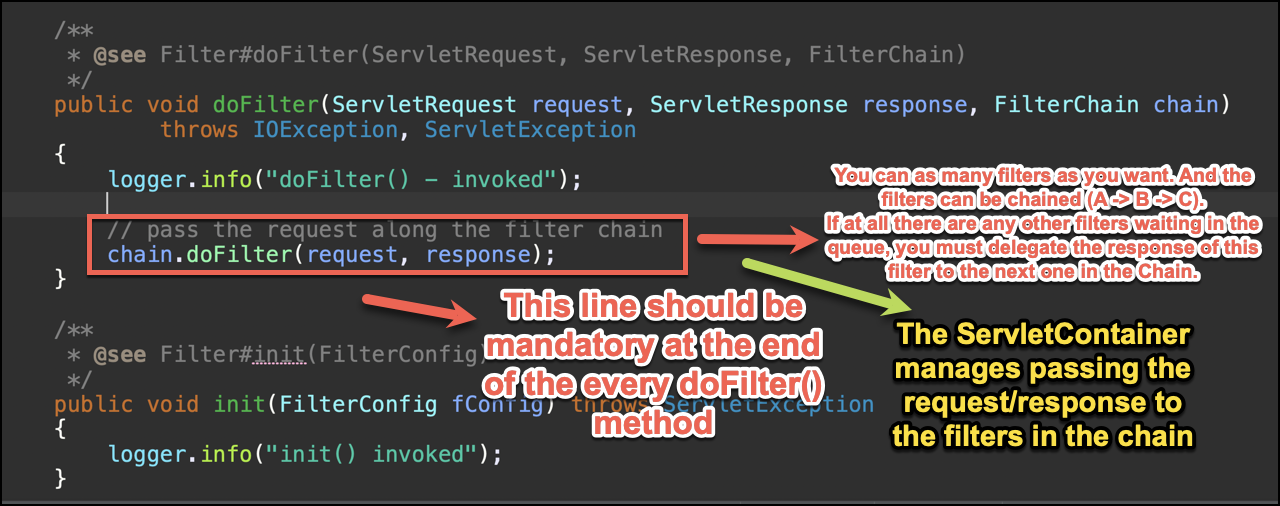 /**
* @see Filter#doFilter(ServletRequest, ServletResponse, FilterChain)
*/
public void doFilter(ServletRequest request, ServletResponse response, FilterChain chain)
throws IOException, ServletException
{
logger.info("doFilter() - invoked");
// pass the request along the filter chain
chain.doFilter(request, response);
}
You can as many filters as you want. And the
filters can be chained (A -> B -> C).
If at all there are any other filters waiting in the
queue, you must delegate the response of this
filter to the next one in the Chain.
This line should be
mandatory at the end
of the every doFilter()
method
The ServletContainer
manages passing the
request/response to
the filters in the chain
/**
* @see Filter#init(FilterConfig)
*/
public void init(FilterConfig fConfig) throws ServletException
{
logger.info("init() invoked");
}